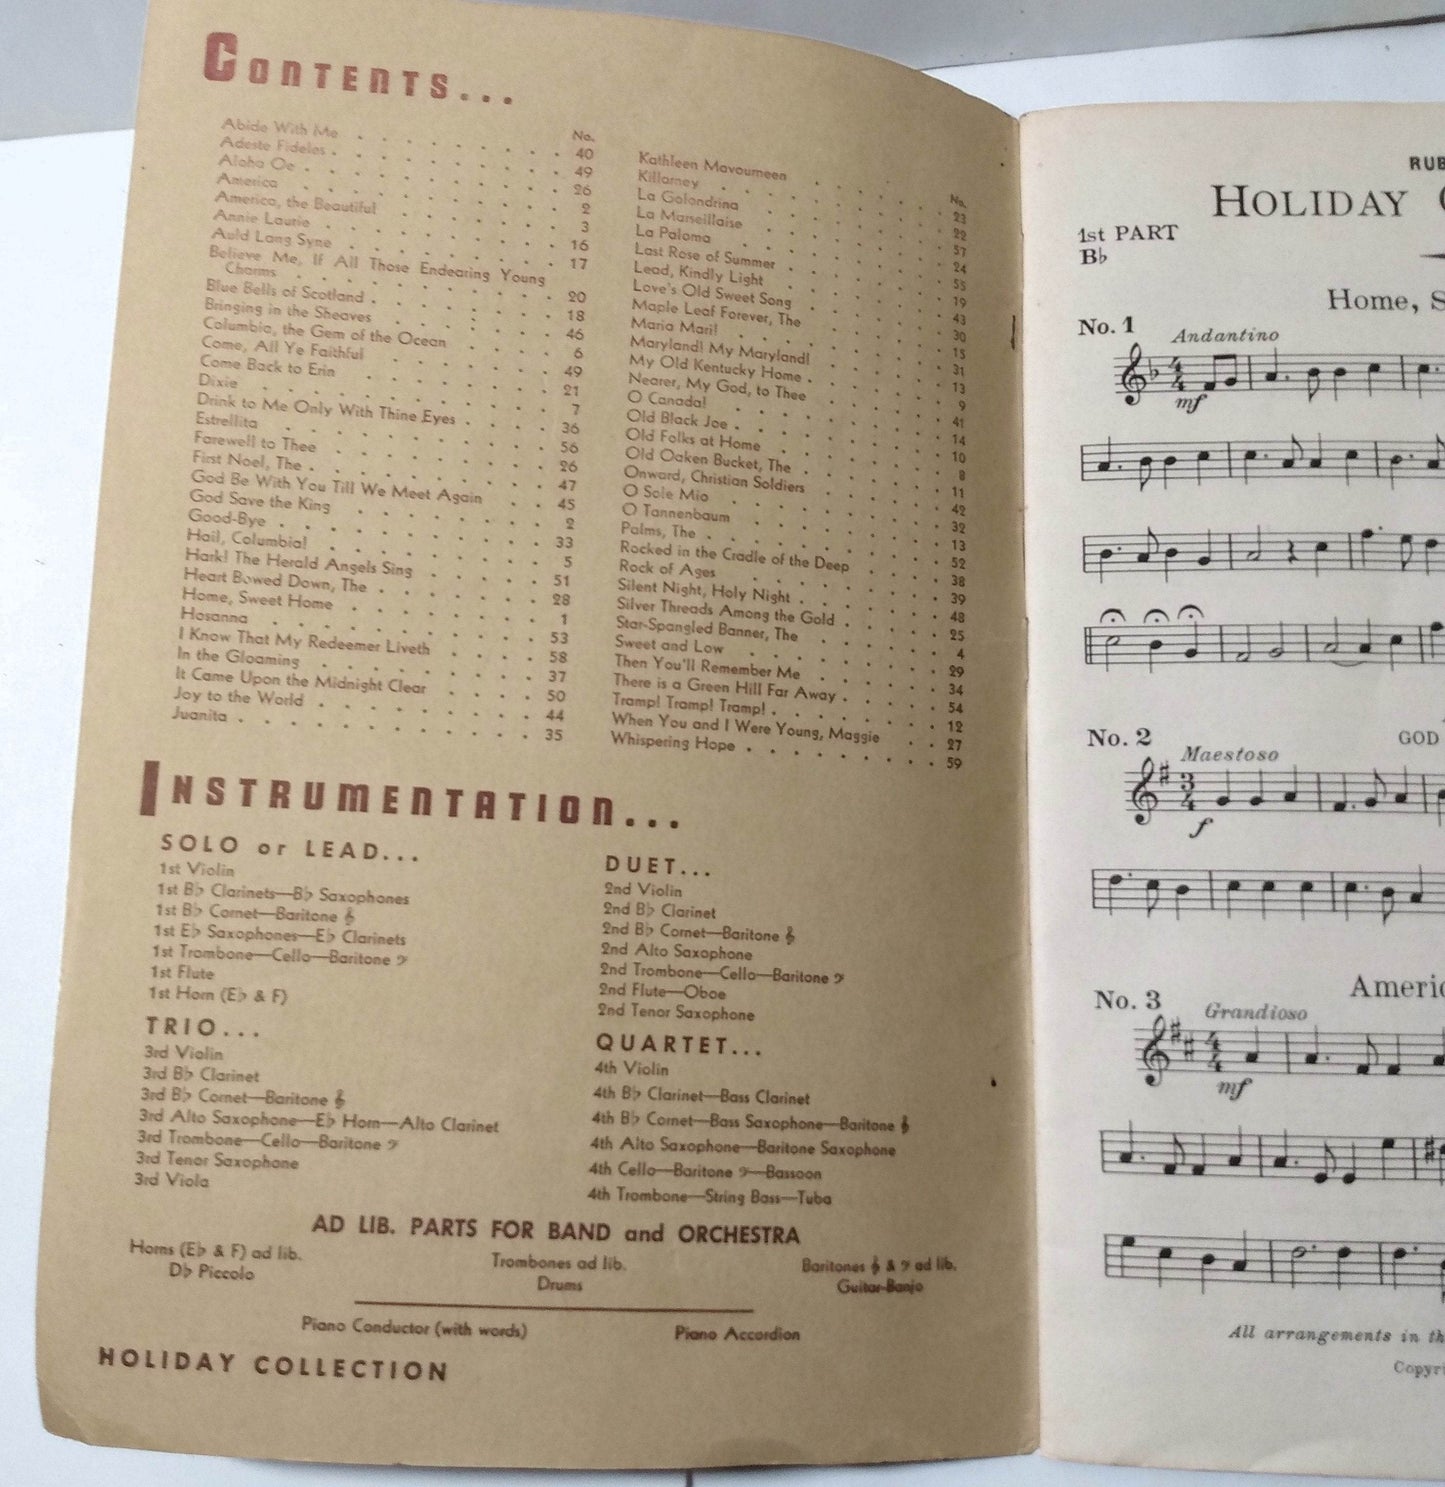 CONTENTS...
No.
Abide With Me 40
Adeste Fideles 49
Aloha Oe 26
America 2
America, the Beautiful 3
Annie Laurie 16
Auld Lang Syne 17
Believe Me, If All Those Endearing Young
Charms 20
Blue Bells of Scotland 18
Bringing in the Sheaves 46
Columbia, the Gem of the Ocean 6
Come, All Ye Faithful 49
Come Back to Erin 21
Dixie 7
Drink to Me Only With Thine Eyes 36
Estrellita 56
Farewell to Thee 26
First Noel, The 47
God Be With You Till We Meet Again 45
God Save the King 2
Good-Bye 33
Hail, Columbia! 5
Hark! The Herald Angels Sing 51
Heart Bowed Down, The 28
Home, Sweet Home 1
Hosanna 53
I Know That My Redeemer Liveth 58
In the Gloaming 37
It Came Upon the Midnight Clear 50
Joy to the World 44
Juanita 35
No.
Kathleen Mavourneen 23
Killarney 22
La Golondrina 57
La Marseillaise 24
La Paloma 55
Last Rose of Summer 19
Lead, Kindly Light 43
Love's Old Sweet Song 30
Maple Leaf Forever, The 15
Maria Mari! 31
Maryland! My Maryland! 13
My Old Kentucky Home 9
Nearer, My God, to Thee 41
O Canada! 14
Old Black Joe 10
Old Folks at Home 8
Old Oaken Bucket, The 11
Onward, Christian Soldiers 42
O Sole Mio 32
O Tannenbaum 13
Palms, The 52
Rocked in the Cradle of the Deep 38
Rock of Ages 39
Silent Night, Holy Night 48
Silver Threads Among the Gold 25
Star-Spangled Banner, The 4
Sweet and Low 29
Then You'll Remember Me 34
There is a Green Hill Far Away 54
Tramp! Tramp! Tramp! 12
When You and I Were Young, Maggie 27
Whispering Hope 59
INSTRUMENTATION...
SOLO or LEAD...
1st Violin
1st B♭ Clarinets—B♭ Saxophones
1st B♭ Cornet—Baritone 𝄞
1st E♭ Saxophones—E♭ Clarinets
1st Trombone—Cello—Baritone 𝄢
1st Flute
1st Horn (E♭ & F)
DUET...
2nd Violin
2nd B♭ Clarinet
2nd B♭ Cornet—Baritone 𝄞
2nd Alto Saxophone
2nd Trombone—Cello—Baritone 𝄢
2nd Flute—Oboe
2nd Tenor Saxophone
TRIO...
3rd Violin
3rd B♭ Clarinet
3rd B♭ Cornet—Baritone 𝄞
3rd Alto Saxophone—E♭ Horn—Alto Clarinet
3rd Trombone—Cello—Baritone 𝄢
3rd Tenor Saxophone
3rd Viola
QUARTET...
4th Violin
4th B♭ Clarinet—Bass Clarinet
4th B♭ Cornet—Bass Saxophone—Baritone 𝄞
4th Alto Saxophone—Baritone Saxophone
4th Cello—Baritone 𝄢—Bassoon
4th Trombone—String Bass—Tuba
AD LIB. PARTS FOR BAND and ORCHESTRA
Horns (E♭ & F) ad lib. Trombones ad lib. Baritones 𝄞 & 𝄢 ad lib.
D♭ Piccolo Drums Guitar-Banjo
Piano Conductor (with words) Piano Accordion
HOLIDAY COLLECTION
RUB
HOLIDAY
1st PART
B♭
Home, S
No. 1
Andantino
mf
No. 2
GOD
Maestoso
f
Americ
No. 3
Grandioso
mf
All arrangements in th
Copyri